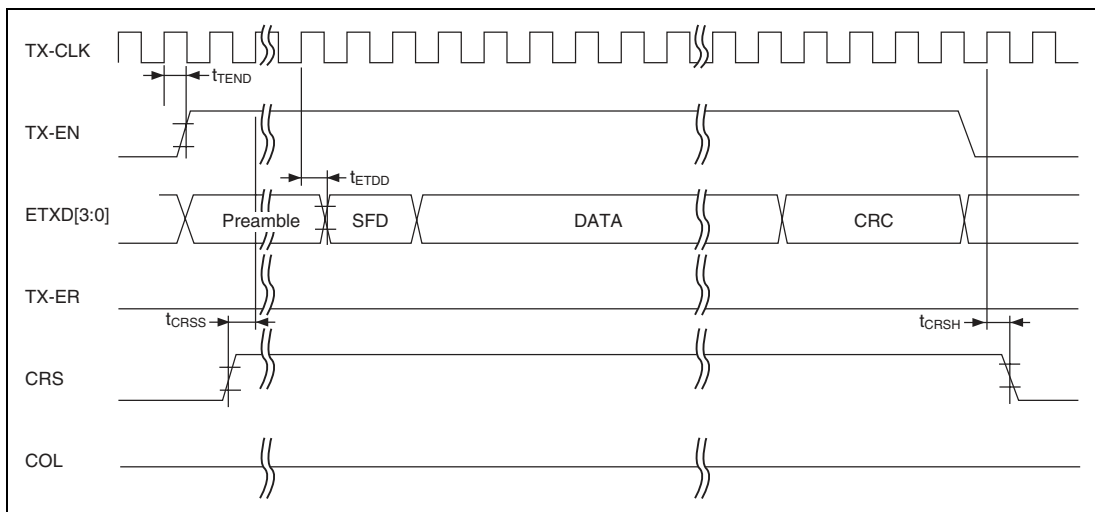 TX-CLK
tTEND
TX-EN
tETDD
ETXD[3:0]
Preamble SFD DATA CRC
TX-ER
tCRSS tCRSH
CRS
COL